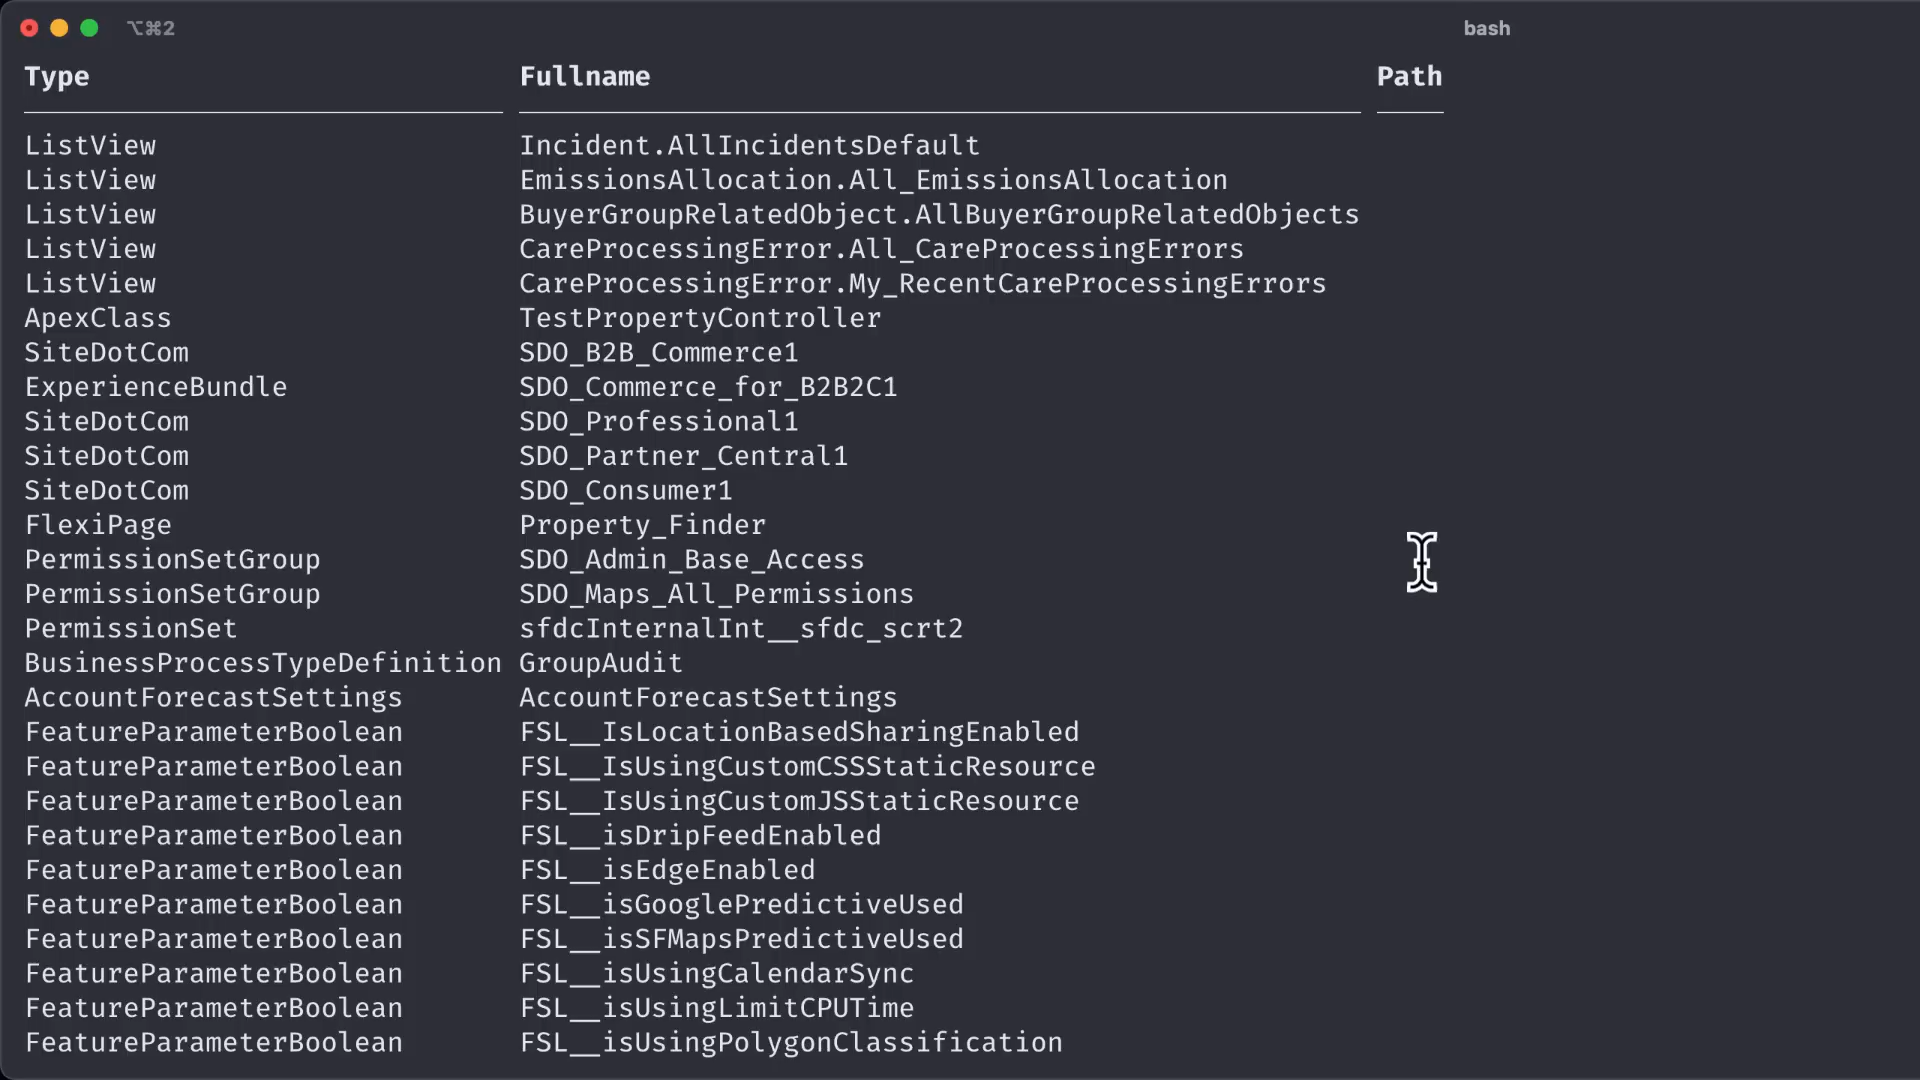 ⌥⌘2 bash
Type Fullname Path
ListView Incident.AllIncidentsDefault
ListView EmissionsAllocation.All_EmissionsAllocation
ListView BuyerGroupRelatedObject.AllBuyerGroupRelatedObjects
ListView CareProcessingError.All_CareProcessingErrors
ListView CareProcessingError.My_RecentCareProcessingErrors
ApexClass TestPropertyController
SiteDotCom SDO_B2B_Commerce1
ExperienceBundle SDO_Commerce_for_B2B2C1
SiteDotCom SDO_Professional1
SiteDotCom SDO_Partner_Central1
SiteDotCom SDO_Consumer1
FlexiPage Property_Finder
PermissionSetGroup SDO_Admin_Base_Access
PermissionSetGroup SDO_Maps_All_Permissions
PermissionSet sfdcInternalInt__sfdc_scrt2
BusinessProcessTypeDefinition GroupAudit
AccountForecastSettings AccountForecastSettings
FeatureParameterBoolean FSL__IsLocationBasedSharingEnabled
FeatureParameterBoolean FSL__IsUsingCustomCSSStaticResource
FeatureParameterBoolean FSL__IsUsingCustomJSStaticResource
FeatureParameterBoolean FSL__isDripFeedEnabled
FeatureParameterBoolean FSL__isEdgeEnabled
FeatureParameterBoolean FSL__isGooglePredictiveUsed
FeatureParameterBoolean FSL__isSFMapsPredictiveUsed
FeatureParameterBoolean FSL__isUsingCalendarSync
FeatureParameterBoolean FSL__isUsingLimitCPUTime
FeatureParameterBoolean FSL__isUsingPolygonClassification